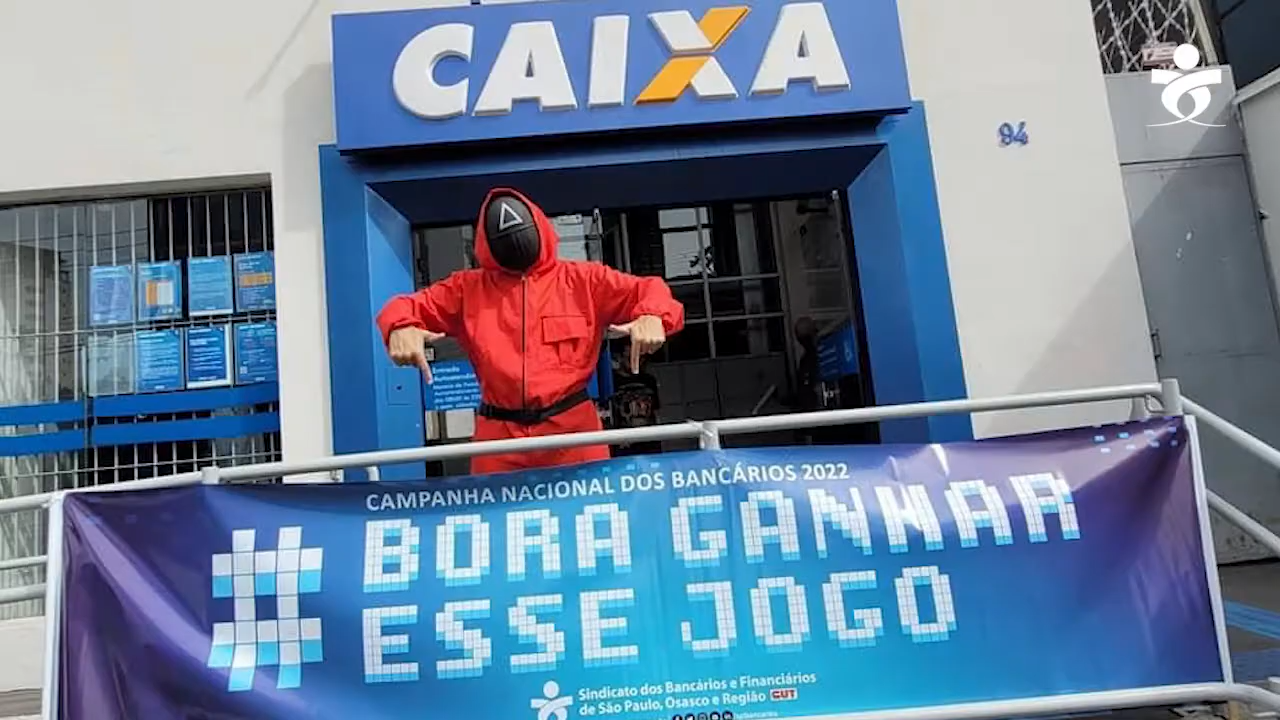 CAIXA
94
CAMPANHA NACIONAL DOS BANCÁRIOS 2022
#BORA GANHAR
ESSE JOGO
Sindicato dos Bancários e Financiários
de São Paulo, Osasco e Região CUT